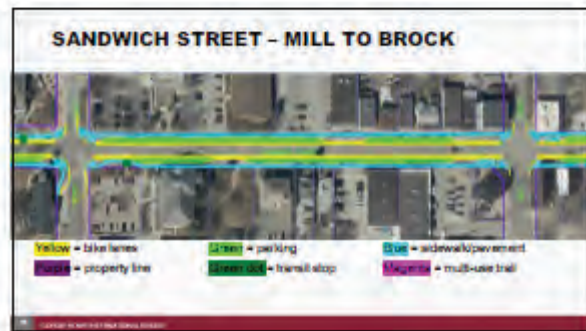 SANDWICH STREET – MILL TO BROCK
Yellow = bike lanes Green = parking Blue = sidewalk/pavement
Purple = property line Green dot = transit stop Magenta = multi-use trail